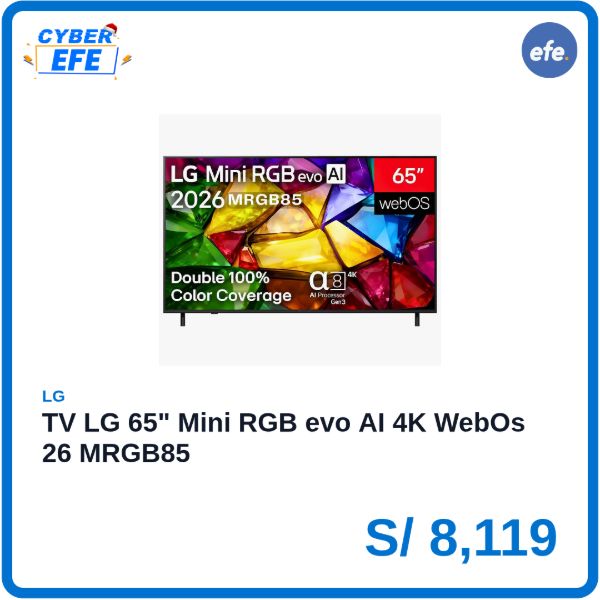 CYBER
EFE
efe.
LG Mini RGB evo AI
65”
2026 MRGB85
webOS
Double 100%
Color Coverage
α 8 4K
AI Processor
Gen3
LG
TV LG 65" Mini RGB evo AI 4K WebOs
26 MRGB85
S/ 8,119